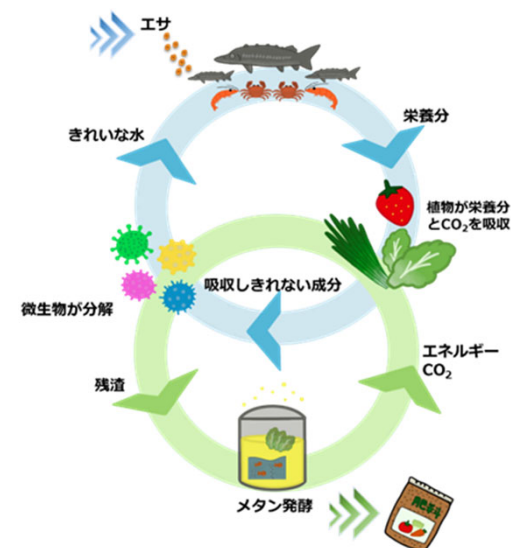 エサ
きれいな水
栄養分
植物が栄養分
とCO₂を吸収
吸収しきれない成分
微生物が分解
エネルギー
CO₂
残渣
メタン発酵
肥料